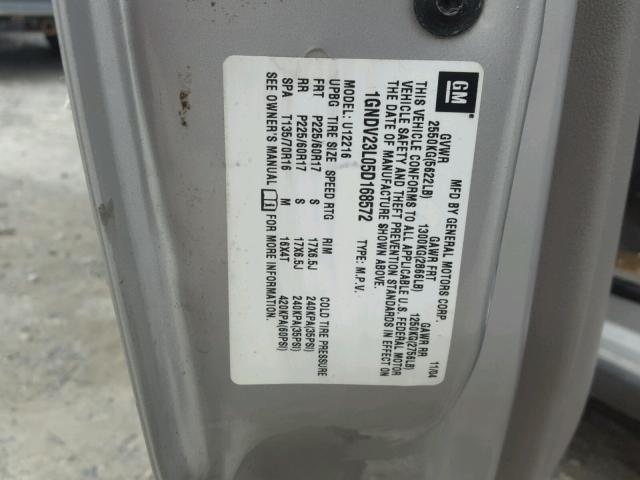 GM
MFD BY GENERAL MOTORS CORP.
11/04
GVWR
GAWR FRT
GAWR RR
2550KG(5622LB)
1300KG(2866LB)
1250KG(2756LB)
THIS VEHICLE CONFORMS TO ALL APPLICABLE U.S. FEDERAL MOTOR
VEHICLE SAFETY AND THEFT PREVENTION STANDARDS IN EFFECT ON
THE DATE OF MANUFACTURE SHOWN ABOVE.
1GNDV23L05D168572
TYPE: M.P.V.
MODEL: U12216
UPBG TIRE SIZE SPEED RTG RIM COLD TIRE PRESSURE
FRT P225/60R17 S 17X6.5J 240KPA(35PSI)
RR P225/60R17 S 17X6.5J 240KPA(35PSI)
SPA T135/70R16 M 16X4T 420KPA(60PSI)
SEE OWNER'S MANUAL FOR MORE INFORMATION.